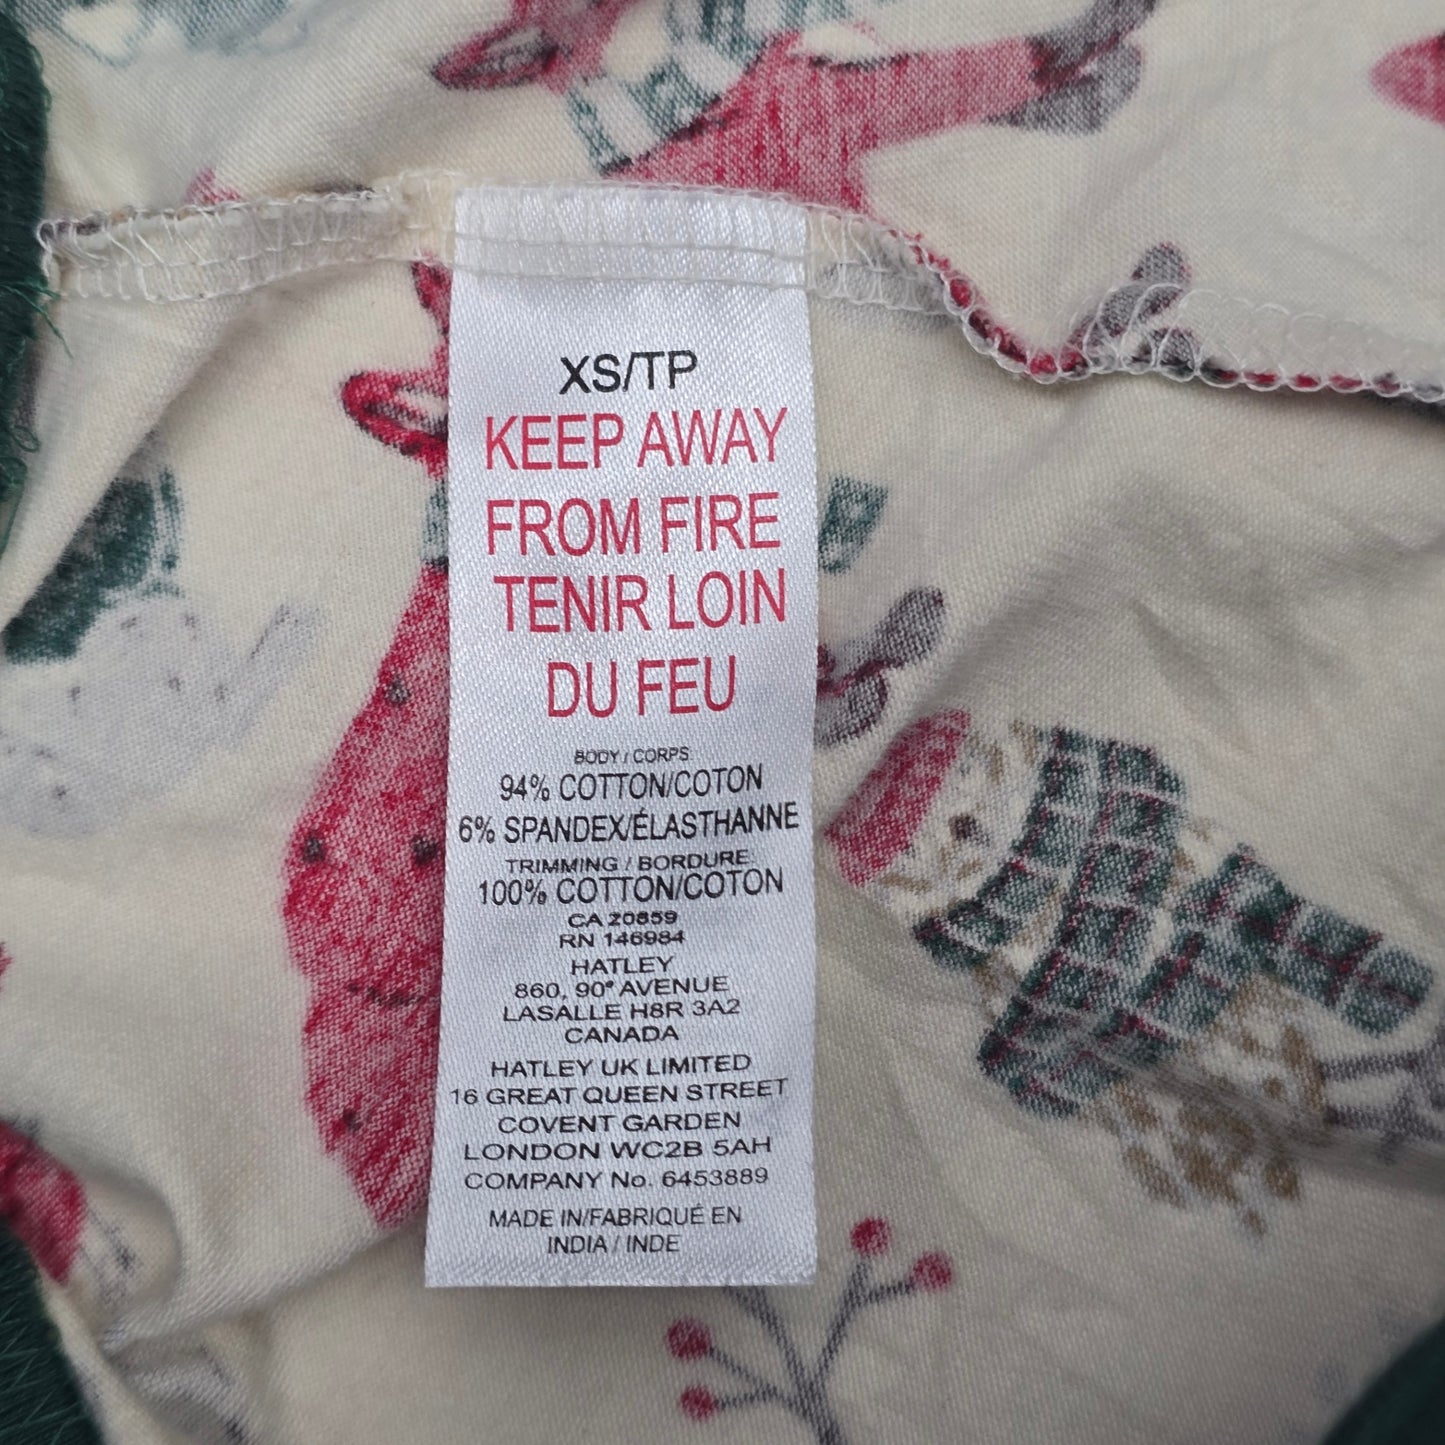 XS/TP
KEEP AWAY
FROM FIRE
TENIR LOIN
DU FEU
BODY / CORPS
94% COTTON/COTON
6% SPANDEX/ÉLASTHANNE
TRIMMING / BORDURE
100% COTTON/COTON
CA 20859
RN 146984
HATLEY
860, 90e AVENUE
LASALLE H8R 3A2
CANADA
HATLEY UK LIMITED
16 GREAT QUEEN STREET
COVENT GARDEN
LONDON WC2B 5AH
COMPANY No. 6453889
MADE IN/FABRIQUÉ EN
INDIA / INDE